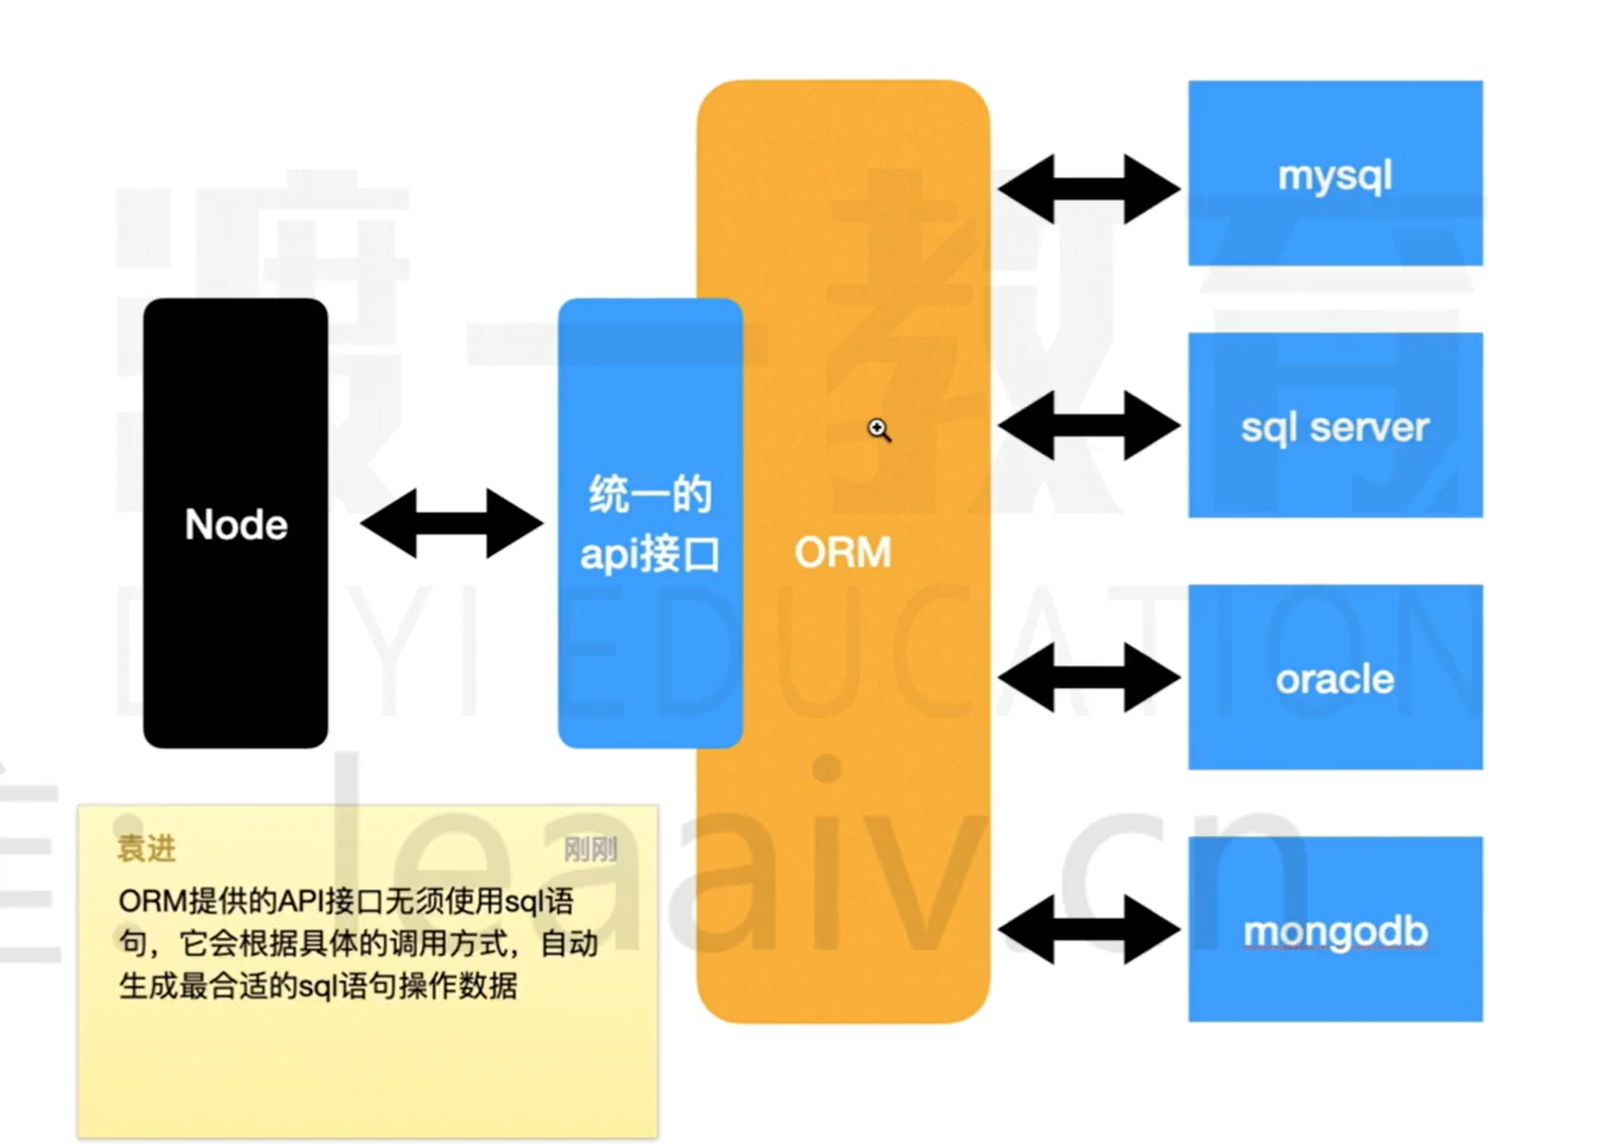 mysql
sql server
Node
统一的
api接口
ORM
oracle
mongodb
袁进 刚刚
ORM提供的API接口无须使用sql语
句，它会根据具体的调用方式，自动
生成最合适的sql语句操作数据
渡一教育
DUYI EDUCATION
: leaaiv.cn